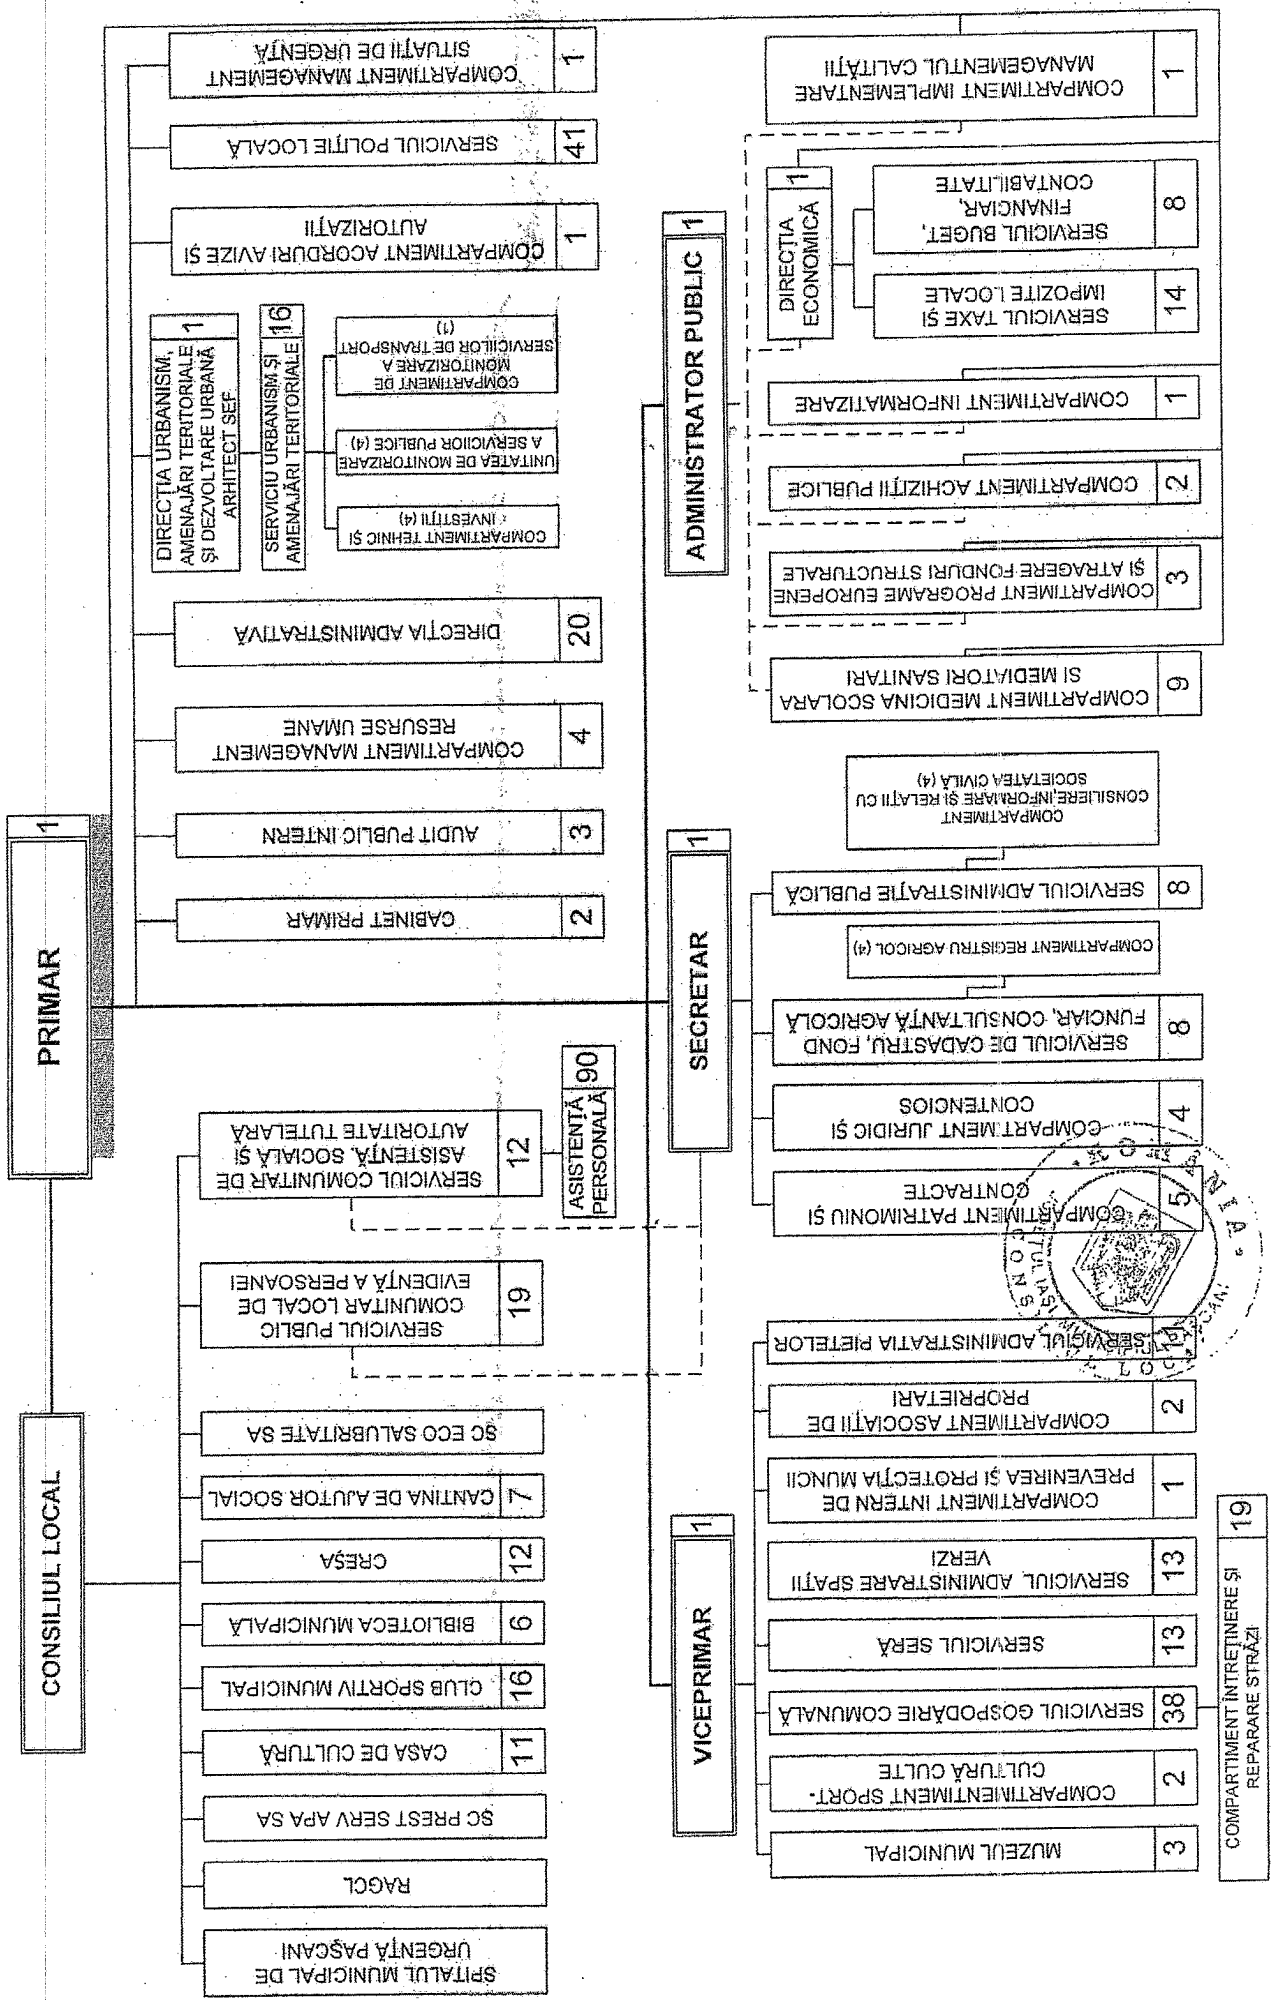 PRIMAR
1
CONSILIUL LOCAL
SPITALUL MUNICIPAL DE
URGENȚĂ PAȘCANI
RAGCL
SC PREST SERV APA SA
CASA DE CULTURĂ
11
CLUB SPORTIV MUNICIPAL
16
BIBLIOTECA MUNICIPALĂ
6
CREȘA
12
CANTINA DE AJUTOR SOCIAL
7
SC ECO SALUBRITATE SA
SERVICIUL PUBLIC
COMUNITAR LOCAL DE
EVIDENȚĂ A PERSOANEI
19
SERVICIUL COMUNITAR DE
ASISTENȚĂ SOCIALĂ ȘI
AUTORITATE TUTELARĂ
12
ASISTENȚĂ
PERSONALĂ
90
CABINET PRIMAR
2
AUDIT PUBLIC INTERN
3
COMPARTIMENT MANAGEMENT
RESURSE UMANE
4
DIRECȚIA ADMINISTRATIVĂ
20
DIRECȚIA URBANISM,
AMENAJĂRI TERITORIALE
ȘI DEZVOLTARE URBANĂ
ARHITECT SEF
1
SERVICIU URBANISM ȘI
AMENAJĂRI TERITORIALE
16
COMPARTIMENT TEHNIC ȘI
INVESTIȚII (4)
UNITATEA DE MONITORIZARE
A SERVICIIOR PUBLICE (4)
COMPARTIMENT DE
MONITORIZARE A
SERVICIILOR DE TRANSPORT
(1)
COMPARTIMENT ACORDURI AVIZE ȘI
AUTORIZAȚII
1
SERVICIUL POLIȚIE LOCALĂ
41
COMPARTIMENT MANAGEMENT
SITUAȚII DE URGENȚĂ
1
VICEPRIMAR
1
MUZEUL MUNICIPAL
3
COMPARTIMENTIMENT SPORT-
CULTURĂ CULTE
2
SERVICIUL GOSPODĂRIE COMUNALĂ
38
COMPARTIMENT ÎNTREȚINERE ȘI
REPARARE STRĂZI
19
SERVICIUL SERĂ
13
SERVICIUL ADMINISTRARE SPAȚII
VERZI
13
COMPARTIMENT INTERN DE
PREVENIREA ȘI PROTECȚIA MUNCII
1
COMPARTIMENT ASOCIAȚII DE
PROPRIETARI
2
SERVICIUL ADMINISTRATIA PIETELOR
SECRETAR
1
COMPARTIMENT PATRIMONIU ȘI
CONTRACTE
5
COMPARTIMENT JURIDIC ȘI
CONTENCIOS
4
SERVICIUL DE CADASTRU, FOND
FUNCIAR, CONSULTANȚĂ AGRICOLĂ
8
COMPARTIMENT REGISTRU AGRICOL (4)
SERVICIUL ADMINISTRAȚIE PUBLICĂ
8
COMPARTIMENT
CONSILIERE,INFORMARE ȘI RELAȚII CU
SOCIETATEA CIVILĂ (4)
ADMINISTRATOR PUBLIC
1
COMPARTIMENT MEDICINA SCOLARA
SI MEDIATORI SANITARI
9
COMPARTIMENT PROGRAME EUROPENE
ȘI ATRAGERE FONDURI STRUCTURALE
3
COMPARTIMENT ACHIZIȚII PUBLICE
2
COMPARTIMENT INFORMATIZARE
1
DIRECȚIA
ECONOMICĂ
1
SERVICIUL TAXE ȘI
IMPOZITE LOCALE
14
SERVICIUL BUGET,
FINANCIAR,
CONTABILITATE
8
COMPARTIMENT IMPLEMENTARE
MANAGEMENTUL CALITĂȚII
1
ROMANIA